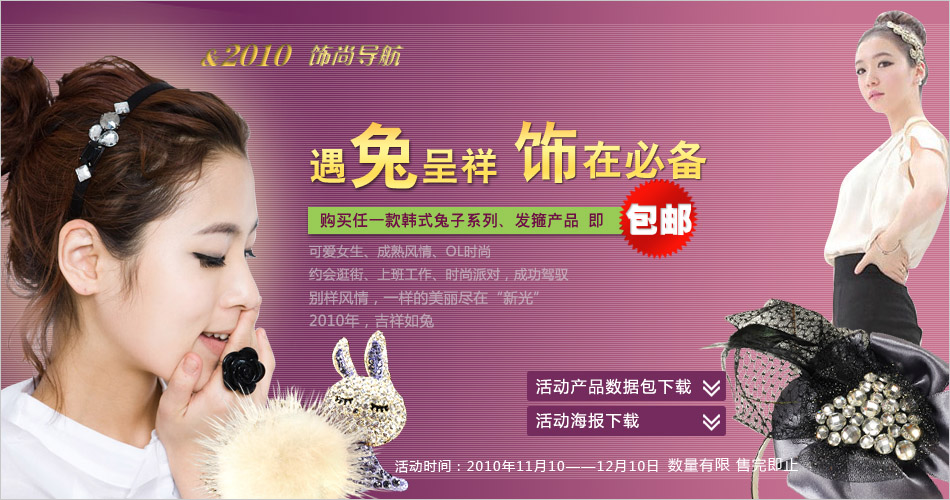 &2010 饰尚导航
遇兔呈祥 饰在必备
购买任一款韩式兔子系列、发箍产品 即 包邮
可爱女生、成熟风情、OL时尚
约会逛街、上班工作、时尚派对，成功驾驭
别样风情，一样的美丽尽在“新光”
2010年，吉祥如兔
活动产品数据包下载
活动海报下载
活动时间：2010年11月10——12月10日 数量有限 售完即止